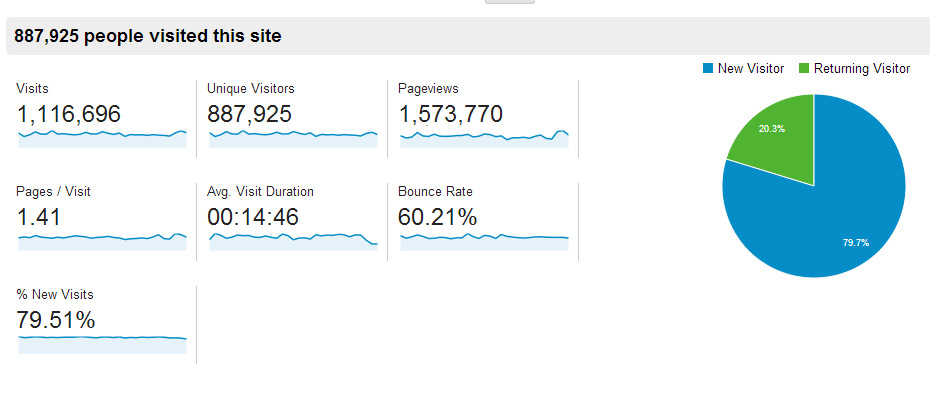 887,925 people visited this site
New Visitor Returning Visitor
Visits
1,116,696
Unique Visitors
887,925
Pageviews
1,573,770
Pages / Visit
1.41
Avg. Visit Duration
00:14:46
Bounce Rate
60.21%
% New Visits
79.51%
20.3%
79.7%